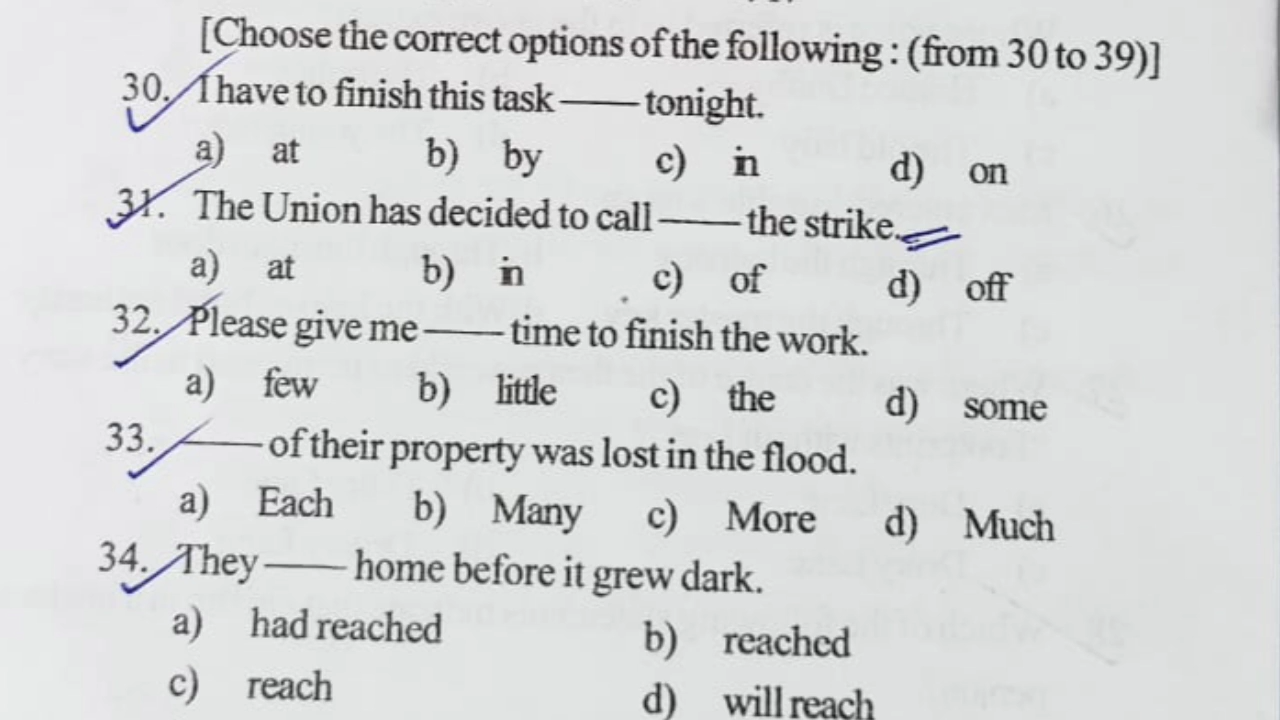 [Choose the correct options of the following : (from 30 to 39)]
30. I have to finish this task —— tonight.
a) at b) by c) in d) on
31. The Union has decided to call —— the strike.
a) at b) in c) of d) off
32. Please give me —— time to finish the work.
a) few b) little c) the d) some
33. —— of their property was lost in the flood.
a) Each b) Many c) More d) Much
34. They —— home before it grew dark.
a) had reached b) reached
c) reach d) will reach